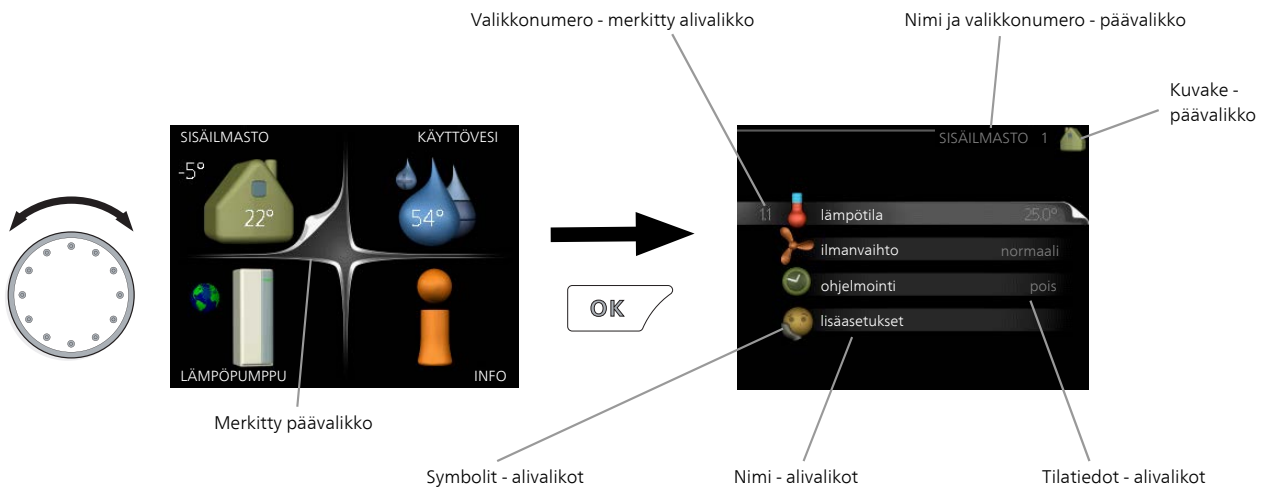 Valikkonumero - merkitty alivalikko
Nimi ja valikkonumero - päävalikko
Kuvake -
päävalikko
SISÄILMASTO
KÄYTTÖVESI
-5°
22°
54°
LÄMPÖPUMPPU
INFO
Merkitty päävalikko
OK
SISÄILMASTO 1
1.1 lämpötila 25.0°
ilmanvaihto normaali
ohjelmointi pois
lisäasetukset
Symbolit - alivalikot
Nimi - alivalikot
Tilatiedot - alivalikot